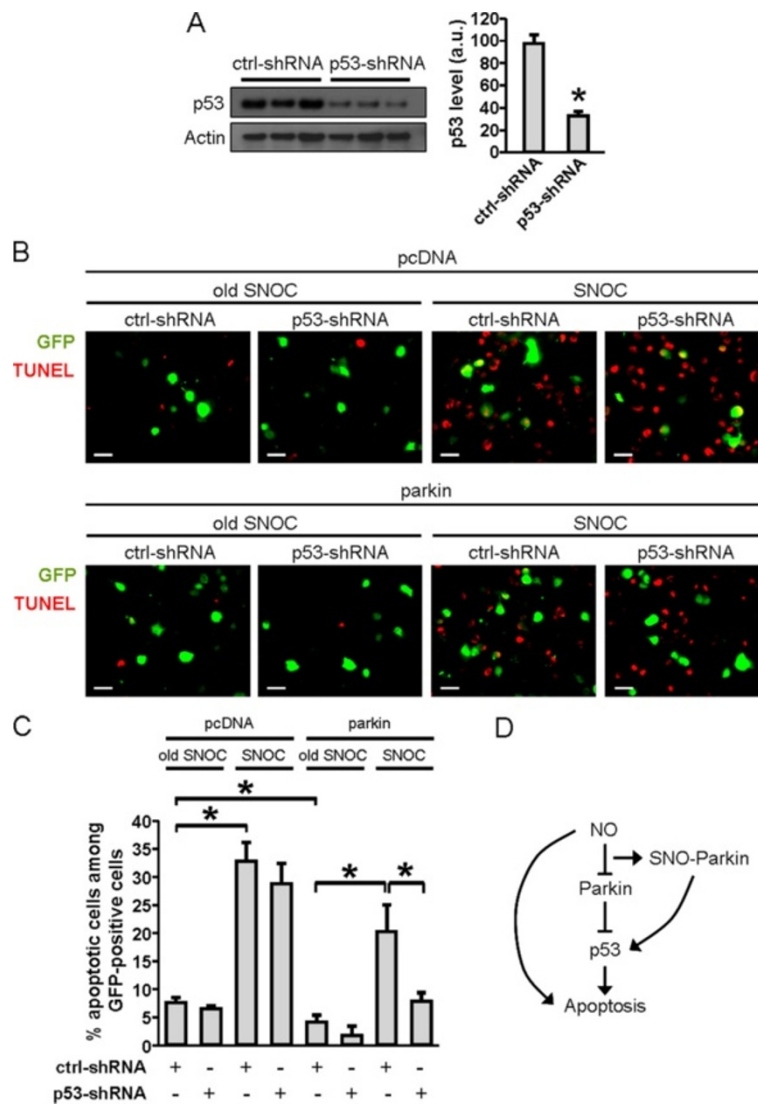 A
ctrl-shRNA p53-shRNA
p53
Actin
p53 level (a.u.)
120
100
80
60
40
20
0
*
ctrl-shRNA
p53-shRNA
B
pcDNA
old SNOC SNOC
ctrl-shRNA p53-shRNA ctrl-shRNA p53-shRNA
GFP
TUNEL
parkin
old SNOC SNOC
ctrl-shRNA p53-shRNA ctrl-shRNA p53-shRNA
GFP
TUNEL
C
pcDNA parkin
old SNOC SNOC old SNOC SNOC
% apoptotic cells among
GFP-positive cells
40
35
30
25
20
15
10
5
0
* * * *
ctrl-shRNA + - + - + - + -
p53-shRNA - + - + - + - +
D
NO
SNO-Parkin
Parkin
p53
Apoptosis